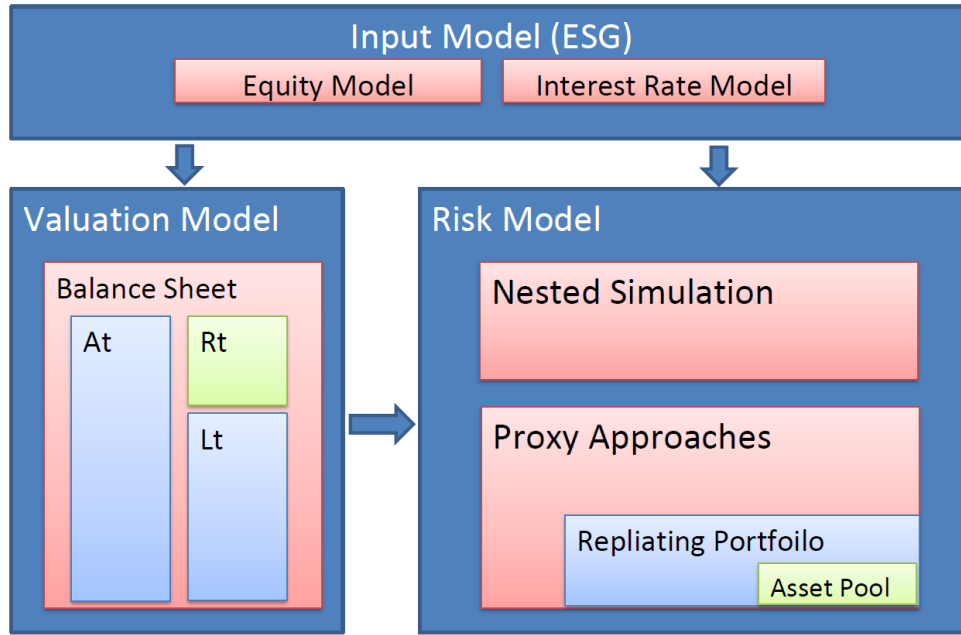 Input Model (ESG)
Equity Model
Interest Rate Model
Valuation Model
Balance Sheet
At
Rt
Lt
Risk Model
Nested Simulation
Proxy Approaches
Repliating Portfoilo
Asset Pool